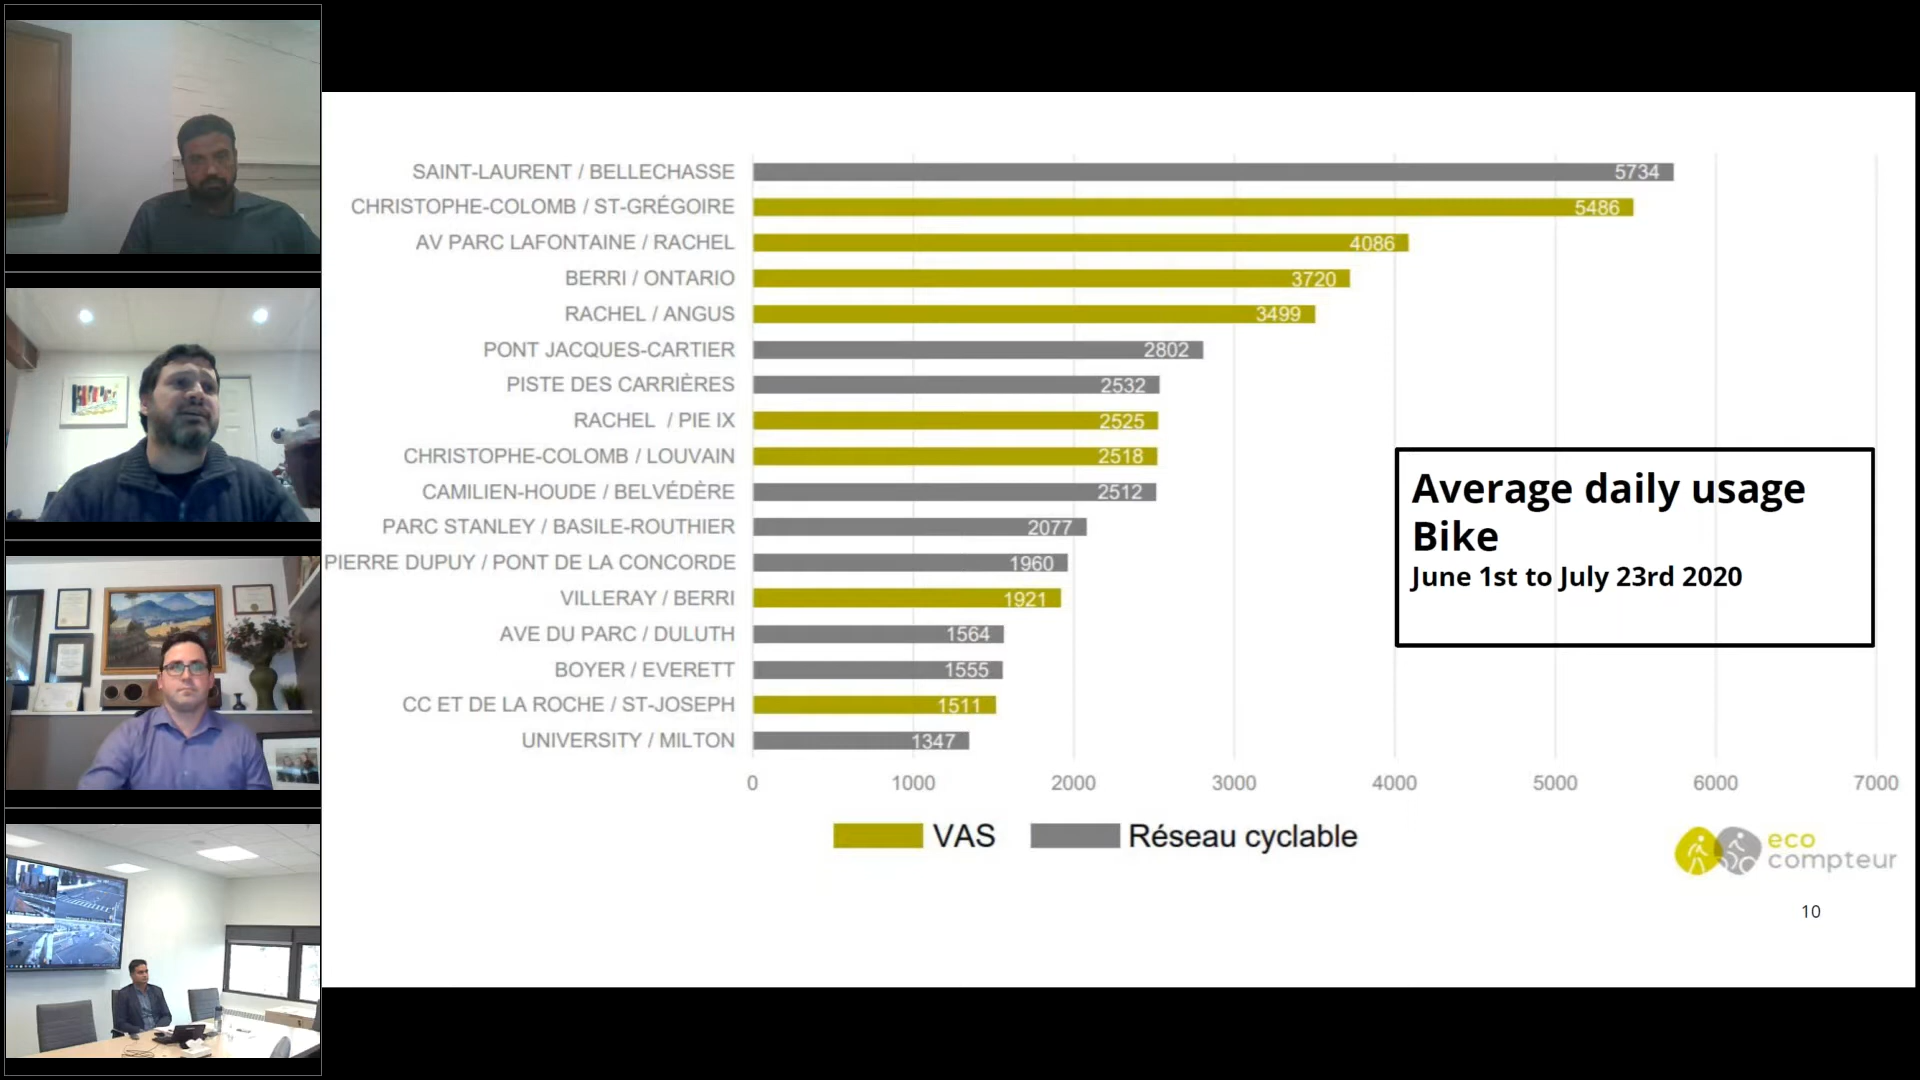 SAINT-LAURENT / BELLECHASSE 5734
CHRISTOPHE-COLOMB / ST-GRÉGOIRE 5486
AV PARC LAFONTAINE / RACHEL 4086
BERRI / ONTARIO 3720
RACHEL / ANGUS 3499
PONT JACQUES-CARTIER 2802
PISTE DES CARRIÈRES 2532
RACHEL / PIE IX 2525
CHRISTOPHE-COLOMB / LOUVAIN 2518
CAMILIEN-HOUDE / BELVÉDÈRE 2512
PARC STANLEY / BASILE-ROUTHIER 2077
PIERRE DUPUY / PONT DE LA CONCORDE 1960
VILLERAY / BERRI 1921
AVE DU PARC / DULUTH 1564
BOYER / EVERETT 1555
CC ET DE LA ROCHE / ST-JOSEPH 1511
UNIVERSITY / MILTON 1347
0 1000 2000 3000 4000 5000 6000 7000
VAS Réseau cyclable
Average daily usage
Bike
June 1st to July 23rd 2020
eco
compteur
10